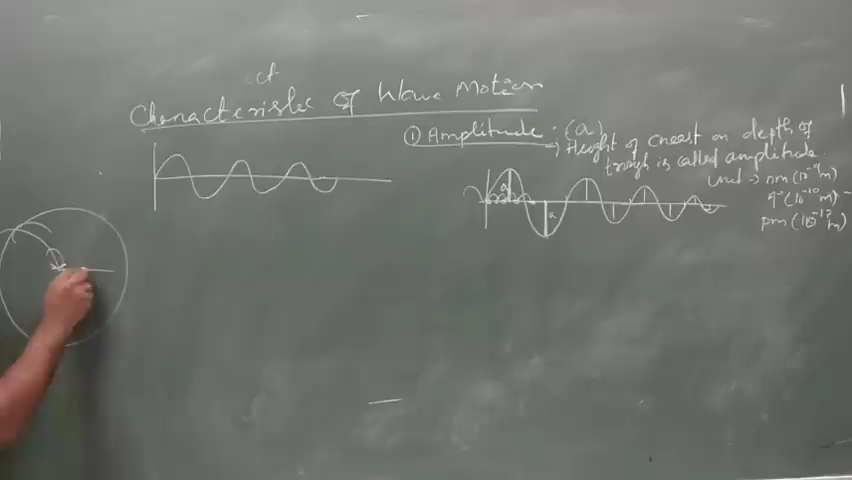 ct
Characteristic of Wave Motion
① Amplitude : (a)
→ Height of crest or depth of
trough is called amplitude.
Unit → nm (10⁻⁹m)
A° (10⁻¹⁰m)
pm (10⁻¹²m)
a
a